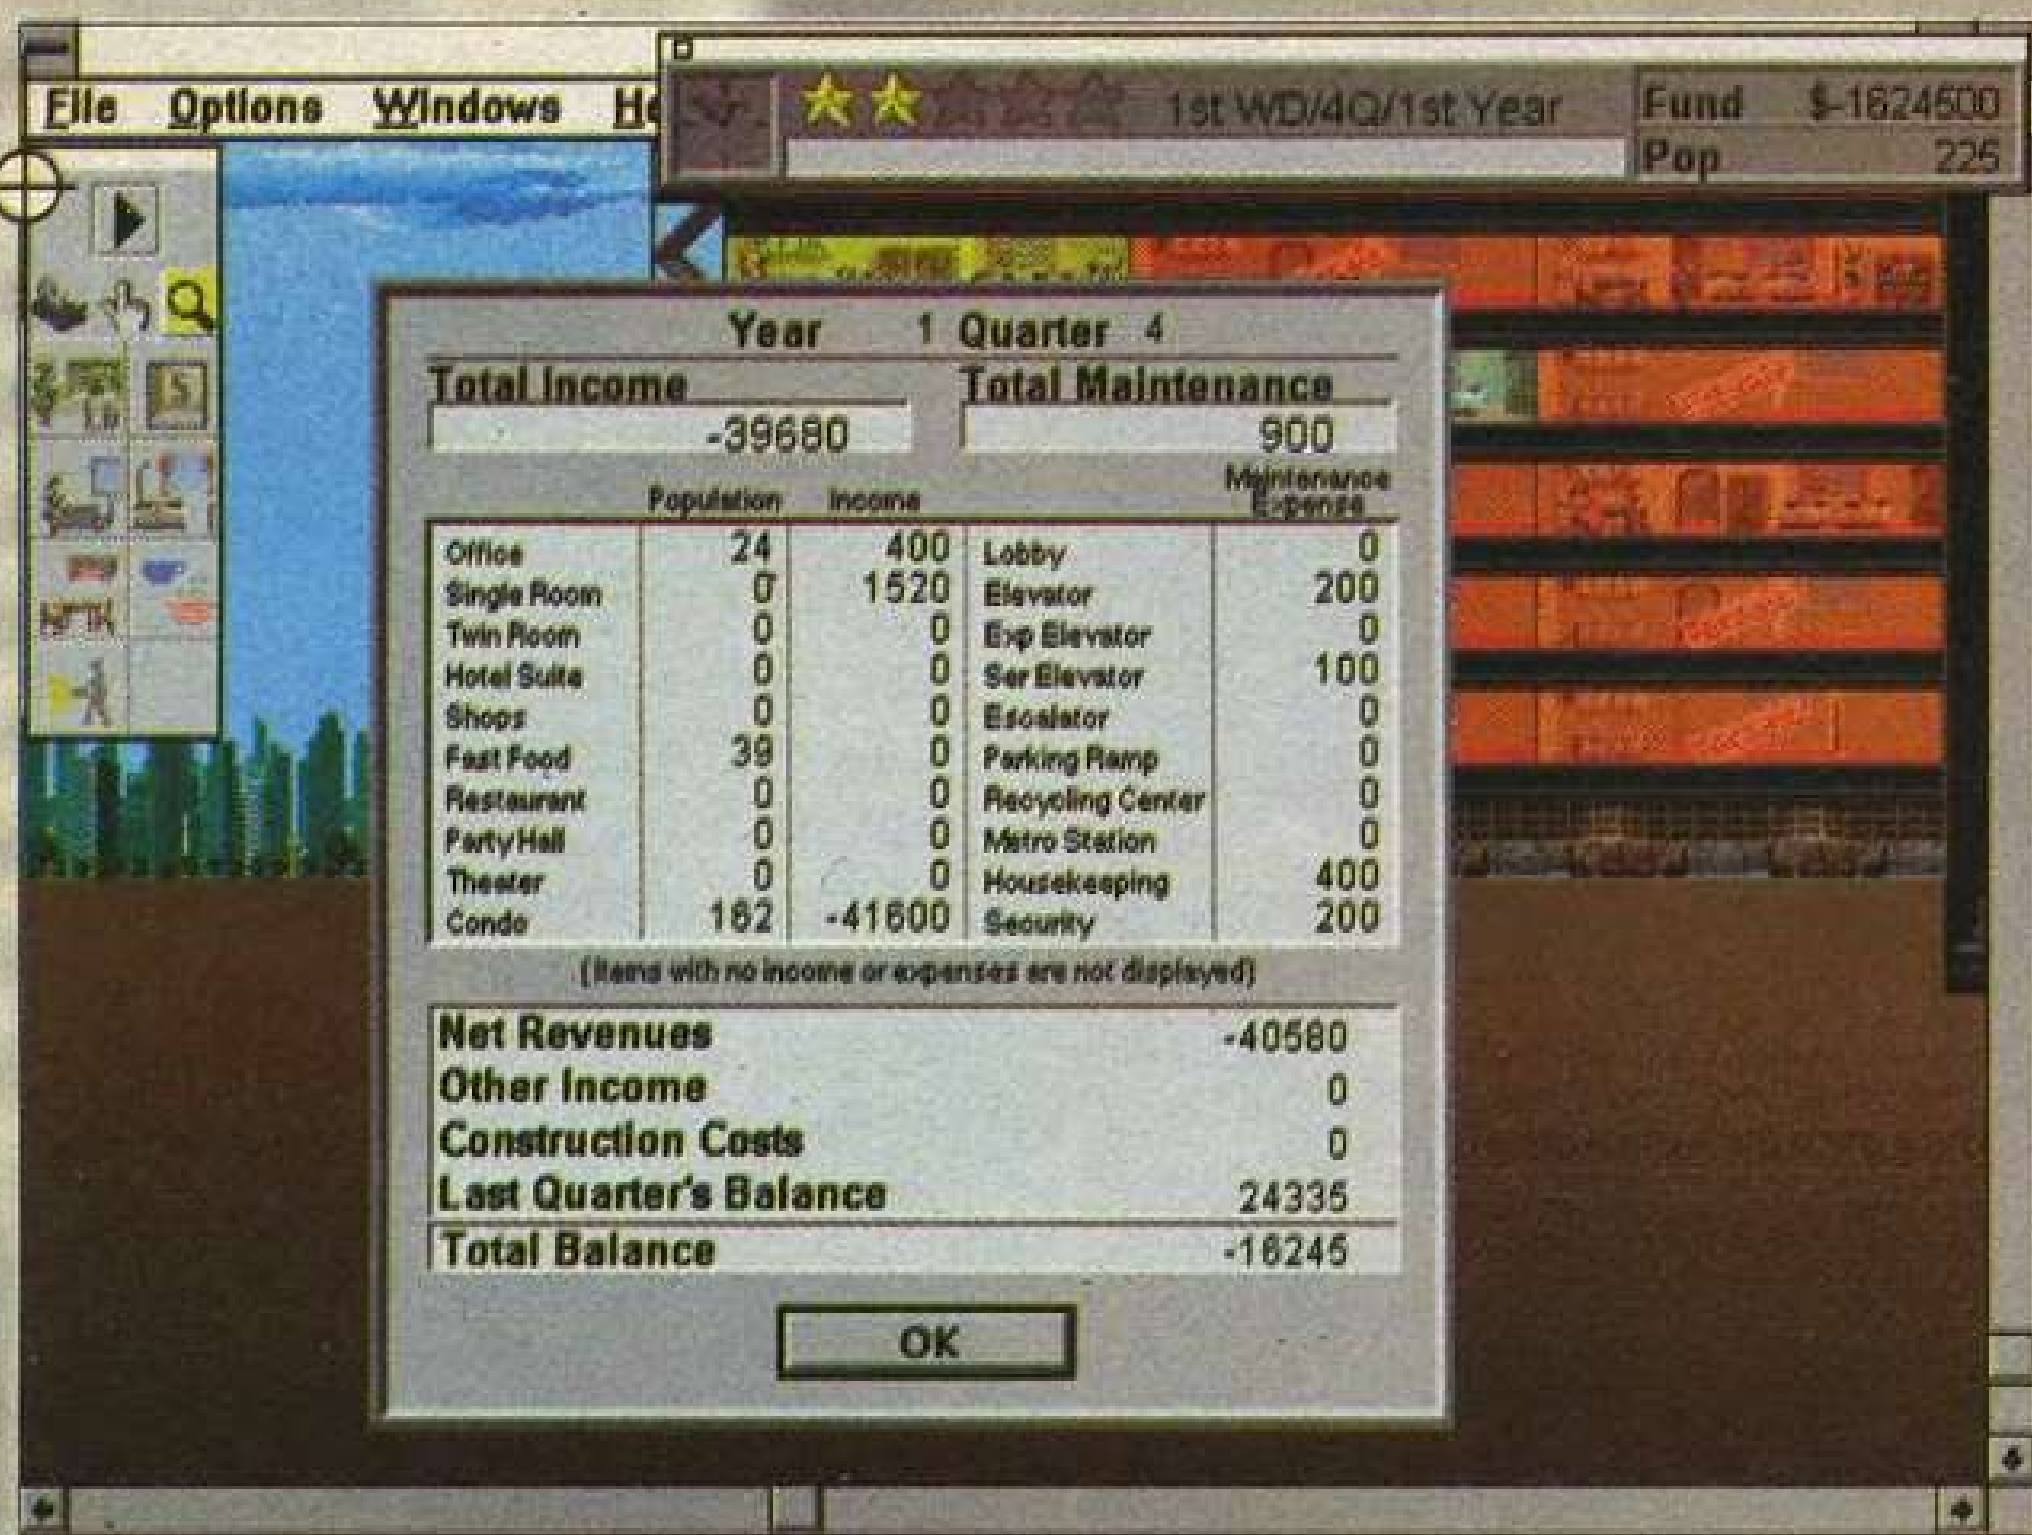 File Options Windows He
1st WD/4Q/1st Year
Fund $-1624500
Pop 225
Year 1 Quarter 4
Total Income Total Maintenance
-39680 900
Population Income Maintenance Expense
Office 24 400 Lobby 0
Single Room 0 1520 Elevator 200
Twin Room 0 0 Exp Elevator 0
Hotel Suite 0 0 Ser Elevator 100
Shops 0 0 Escalator 0
Fast Food 39 0 Parking Ramp 0
Restaurant 0 0 Recycling Center 0
Party Hall 0 0 Metro Station 0
Theater 0 0 Housekeeping 400
Condo 162 -41600 Security 200
(Items with no income or expenses are not displayed)
Net Revenues -40580
Other Income 0
Construction Costs 0
Last Quarter's Balance 24335
Total Balance -16245
OK